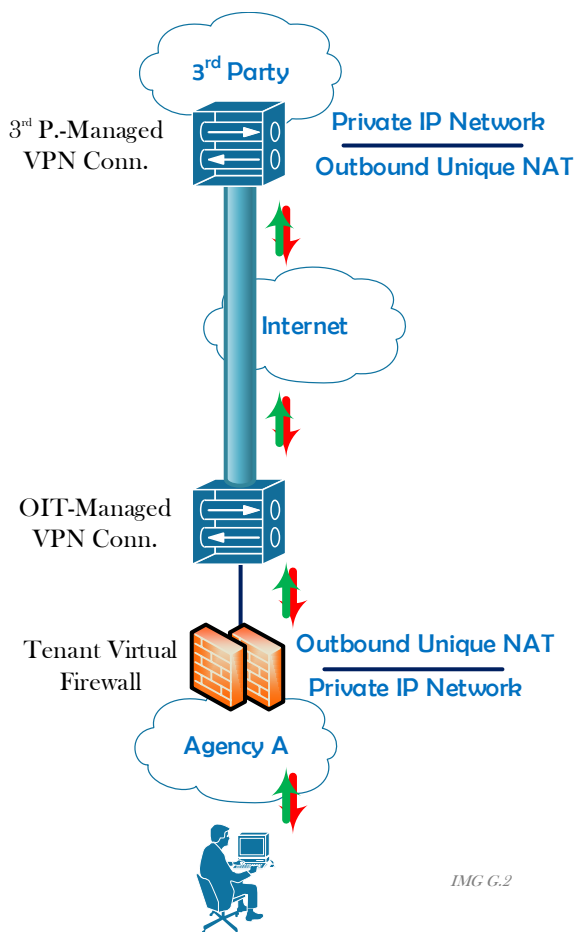 3rd Party
3rd P.-Managed
VPN Conn.
Private IP Network
Outbound Unique NAT
Internet
OIT-Managed
VPN Conn.
Tenant Virtual
Firewall
Outbound Unique NAT
Private IP Network
Agency A
IMG G.2